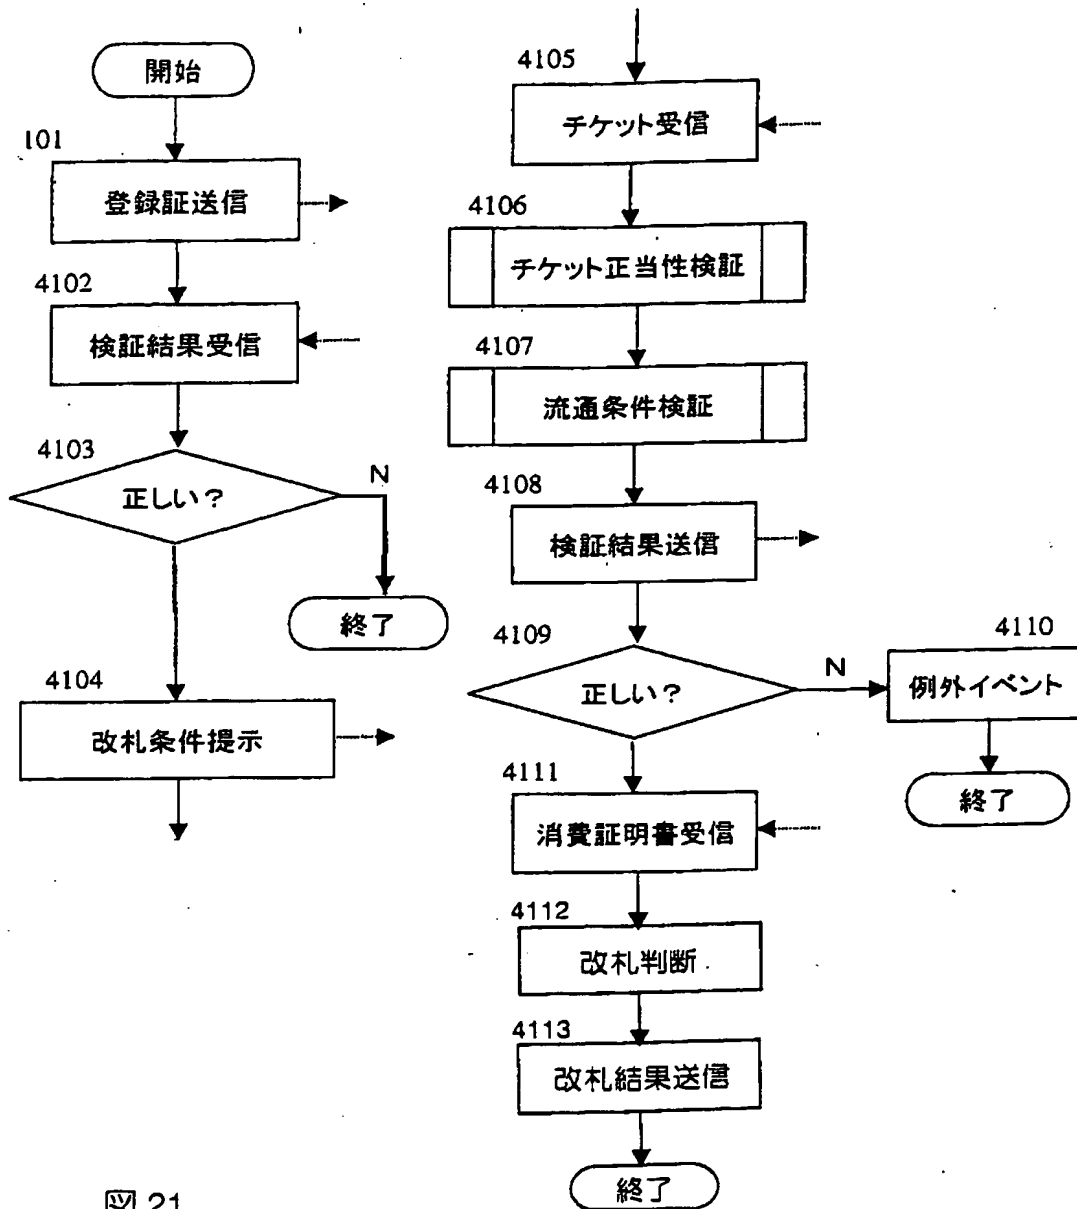 開始
101
登録証送信
4102
検証結果受信
4103
正しい?
N
終了
4104
改札条件提示
4105
チケット受信
4106
チケット正当性検証
4107
流通条件検証
4108
検証結果送信
4109
正しい?
N
4110
例外イベント
終了
4111
消費証明書受信
4112
改札判断
4113
改札結果送信
終了
図 21